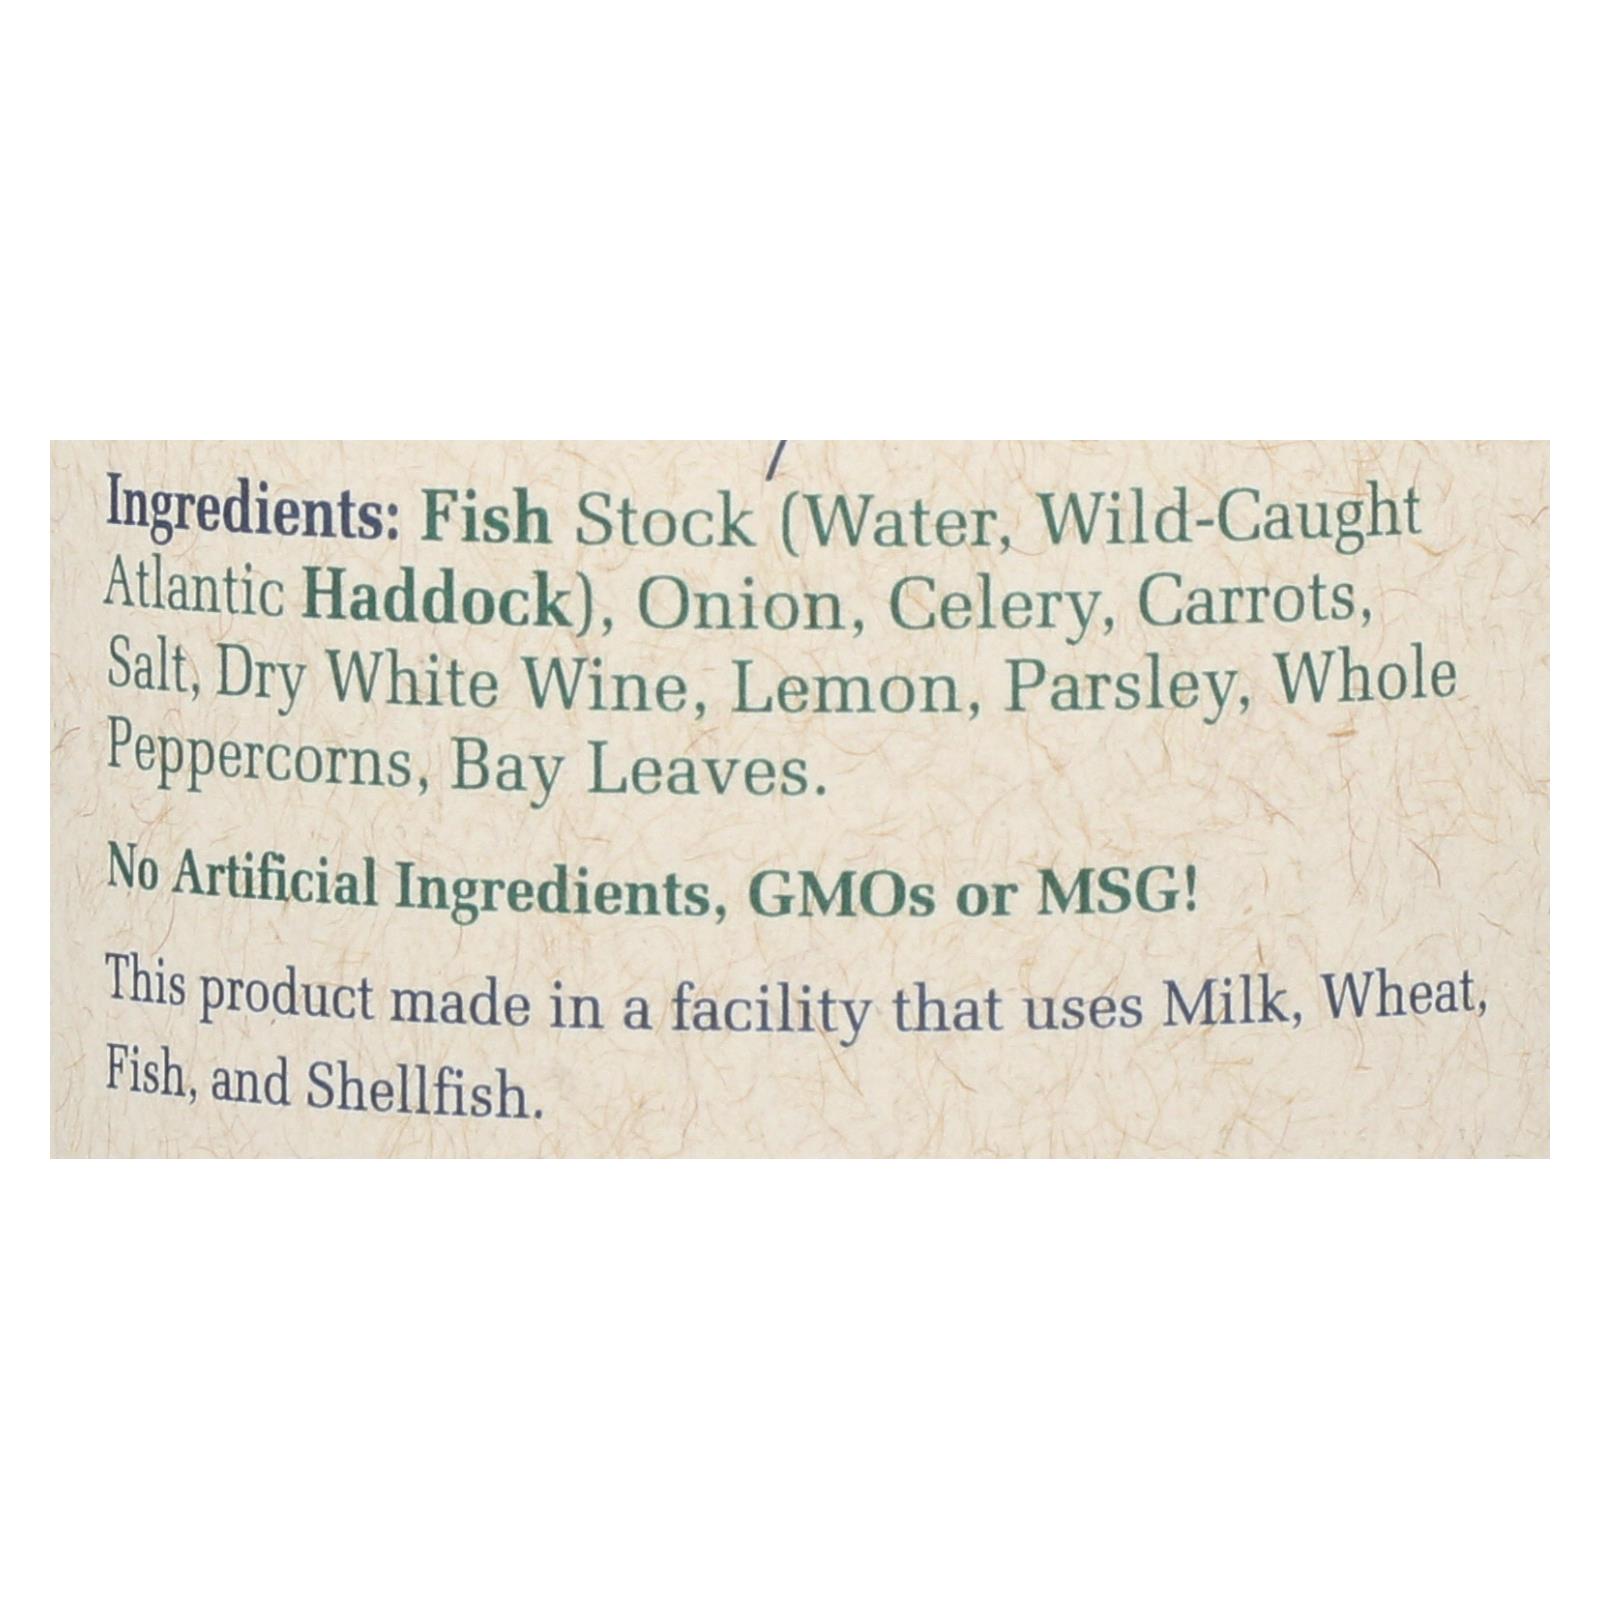 Ingredients: Fish Stock (Water, Wild-Caught
Atlantic Haddock), Onion, Celery, Carrots,
Salt, Dry White Wine, Lemon, Parsley, Whole
Peppercorns, Bay Leaves.
No Artificial Ingredients, GMOs or MSG!
This product made in a facility that uses Milk, Wheat,
Fish, and Shellfish.